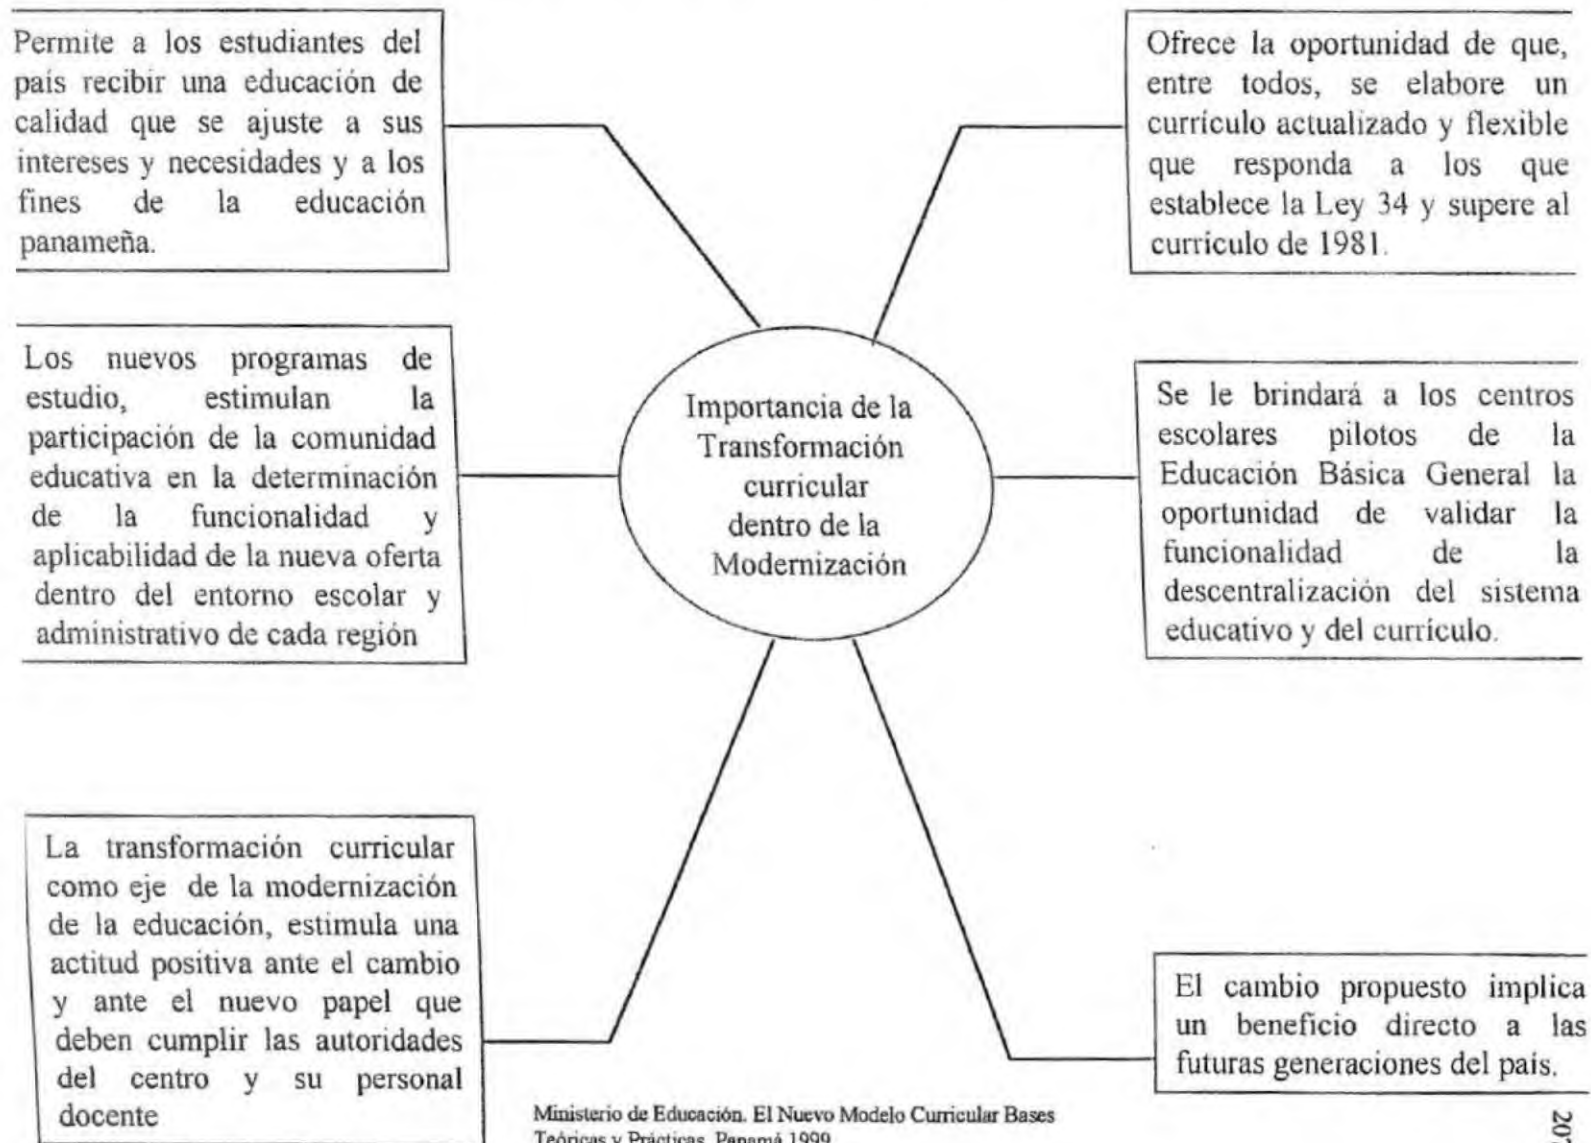 Permite a los estudiantes del
país recibir una educación de
calidad que se ajuste a sus
intereses y necesidades y a los
fines de la educación
panameña.
Ofrece la oportunidad de que,
entre todos, se elabore un
currículo actualizado y flexible
que responda a los que
establece la Ley 34 y supere al
currículo de 1981.
Los nuevos programas de
estudio, estimulan la
participación de la comunidad
educativa en la determinación
de la funcionalidad y
aplicabilidad de la nueva oferta
dentro del entorno escolar y
administrativo de cada región
Importancia de la
Transformación
curricular
dentro de la
Modernización
Se le brindará a los centros
escolares pilotos de la
Educación Básica General la
oportunidad de validar la
funcionalidad de la
descentralización del sistema
educativo y del currículo.
La transformación curricular
como eje de la modernización
de la educación, estimula una
actitud positiva ante el cambio
y ante el nuevo papel que
deben cumplir las autoridades
del centro y su personal
docente
El cambio propuesto implica
un beneficio directo a las
futuras generaciones del país.
Ministerio de Educación. El Nuevo Modelo Curricular Bases
Teóricas y Prácticas. Panamá 1999